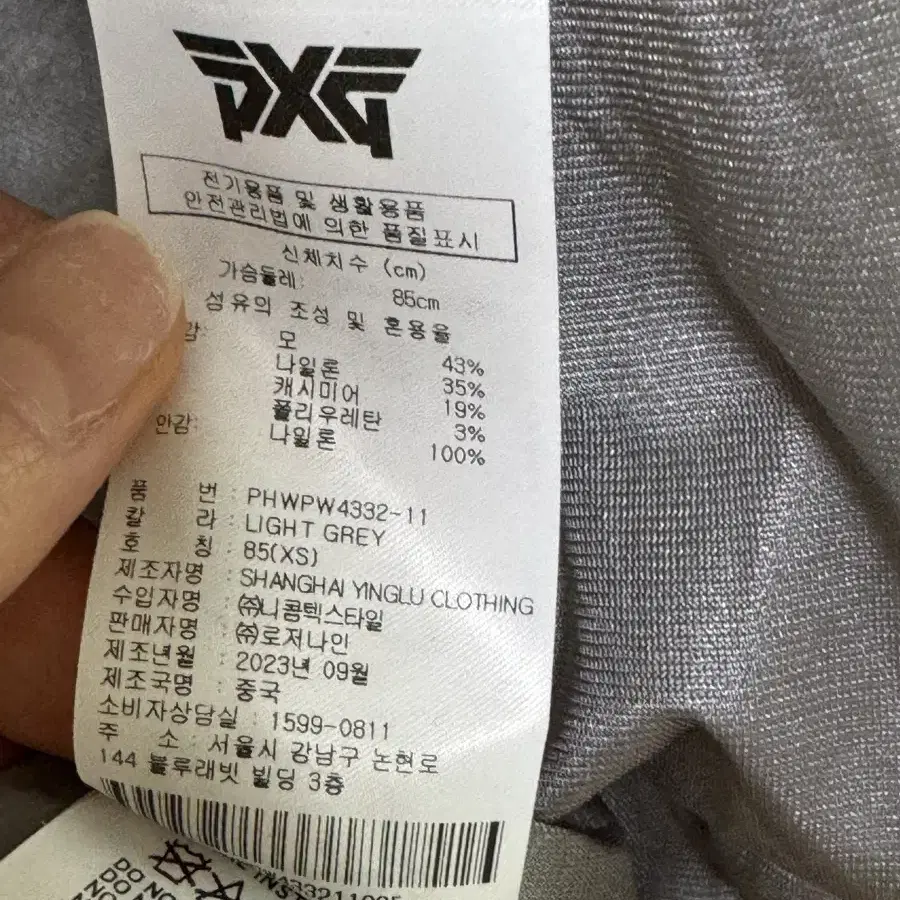 PXG
전기용품 및 생활용품
안전관리법에 의한 품질표시
신체치수 (cm)
가슴둘레: 85cm
섬유의 조성 및 혼용율
감: 모 43%
나일론 35%
캐시미어 19%
폴리우레탄 3%
안감: 나일론 100%
품 번 : PHWPW4332-11
칼 라 : LIGHT GREY
호 칭 : 85(XS)
제조자명 : SHANGHAI YINGLU CLOTHING
수입자명 : ㈜니콤텍스타일
판매자명 : ㈜로저나인
제조년월 : 2023년 09월
제조국명 : 중국
소비자상담실 : 1599-0811
주 소 : 서울시 강남구 논현로
144 블루래빗 빌딩 3층
DO NO